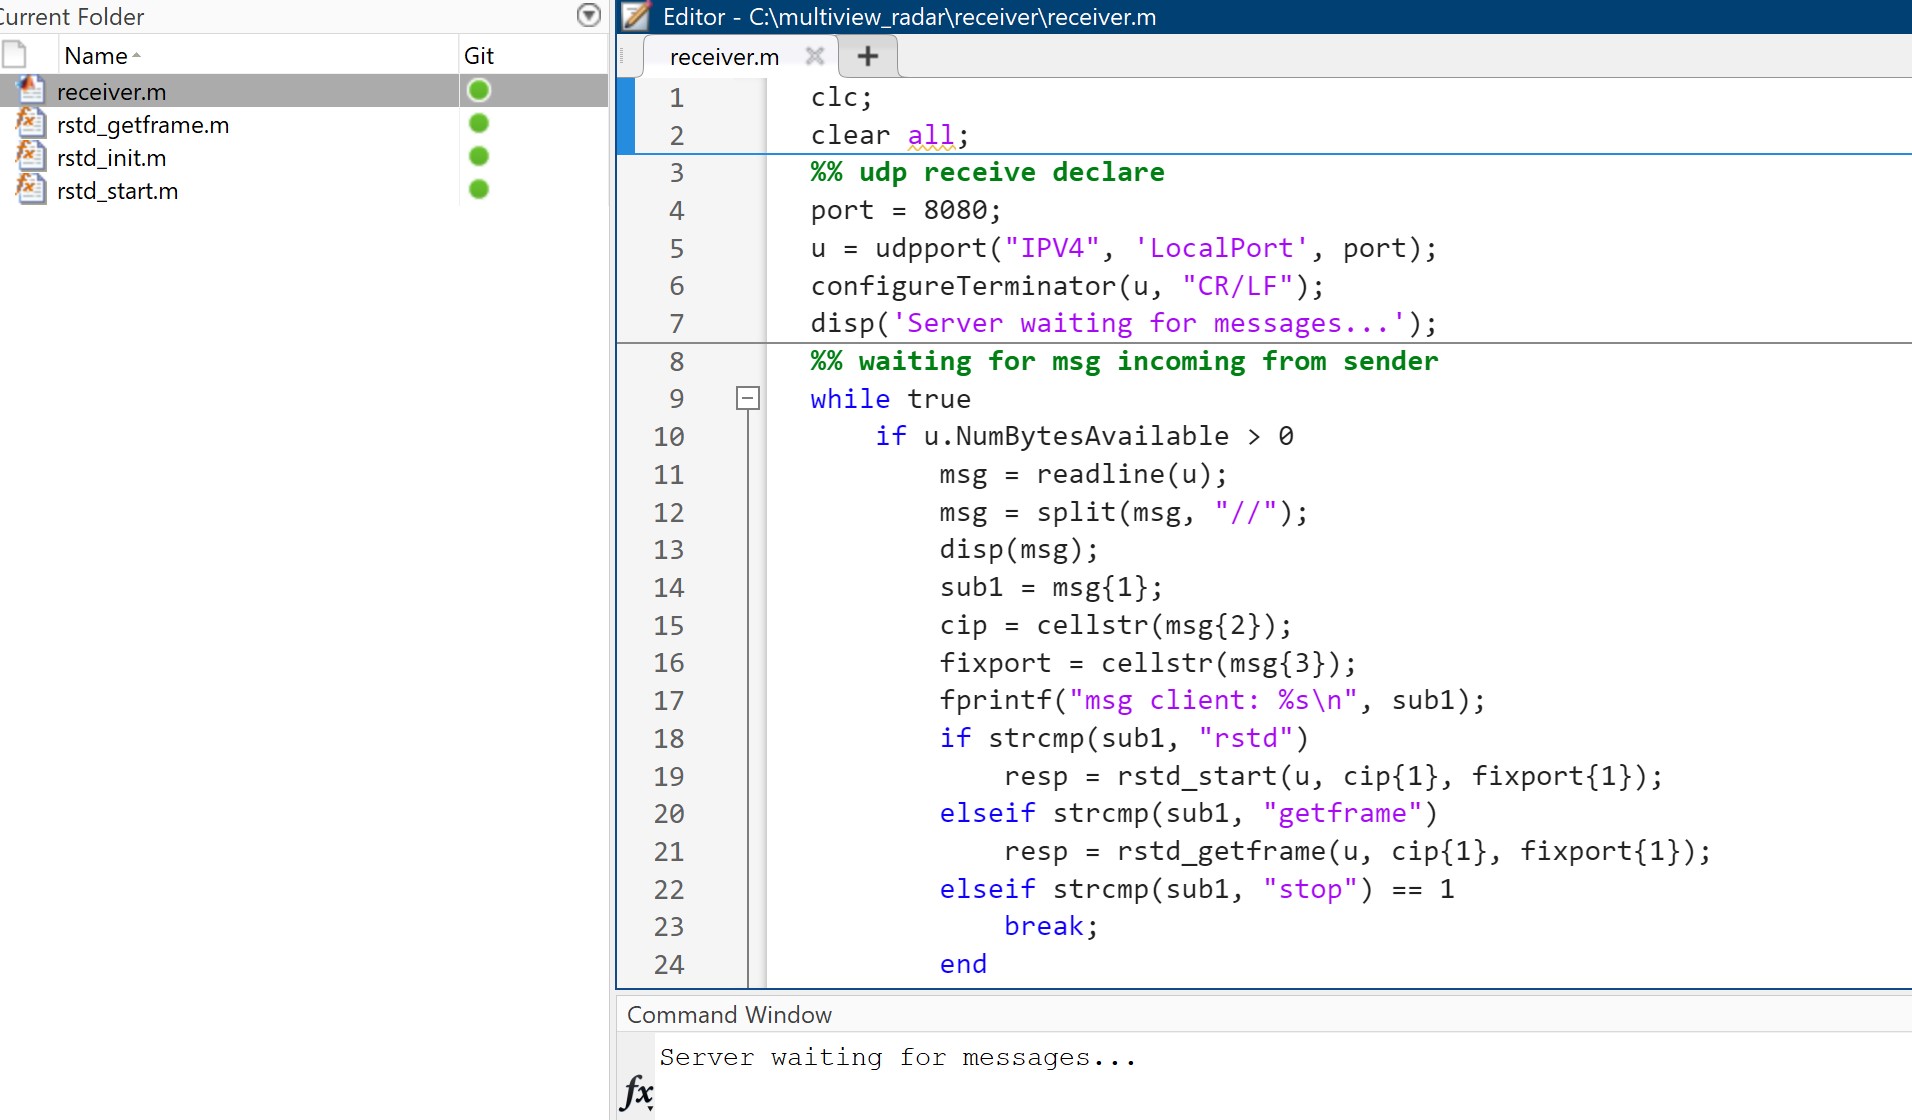 Current Folder
Name
Git
receiver.m
rstd_getframe.m
rstd_init.m
rstd_start.m
Editor - C:\multiview_radar\receiver\receiver.m
receiver.m
1 clc;
2 clear all;
3 %% udp receive declare
4 port = 8080;
5 u = udpport("IPV4", 'LocalPort', port);
6 configureTerminator(u, "CR/LF");
7 disp('Server waiting for messages...');
8 %% waiting for msg incoming from sender
9 while true
10 if u.NumBytesAvailable > 0
11 msg = readline(u);
12 msg = split(msg, "//");
13 disp(msg);
14 sub1 = msg{1};
15 cip = cellstr(msg{2});
16 fixport = cellstr(msg{3});
17 fprintf("msg client: %s\n", sub1);
18 if strcmp(sub1, "rstd")
19 resp = rstd_start(u, cip{1}, fixport{1});
20 elseif strcmp(sub1, "getframe")
21 resp = rstd_getframe(u, cip{1}, fixport{1});
22 elseif strcmp(sub1, "stop") == 1
23 break;
24 end
Command Window
Server waiting for messages...
fx